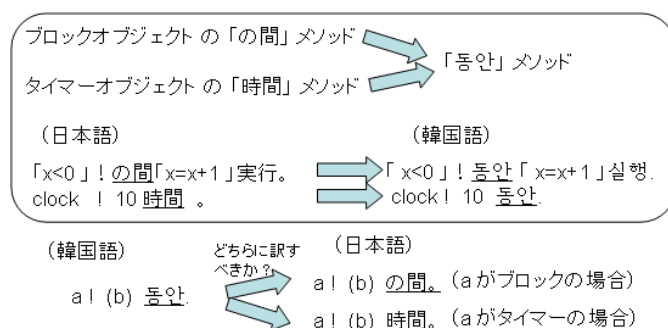 ブロックオブジェクト の 「の間」 メソッド
「동안」 メソッド
タイマーオブジェクト の 「時間」 メソッド
(日本語) (韓国語)
「x<0 」! の間「x=x+1 」実行。 「 x<0」! 동안「 x=x+1 」실행.
clock ! 10 時間 。 clock! 10 동안.
(韓国語) どちらに訳す (日本語)
べきか?
a! (b) の間。 (aがブロックの場合)
a! (b) 동안.
a! (b) 時間。 (aがタイマーの場合)